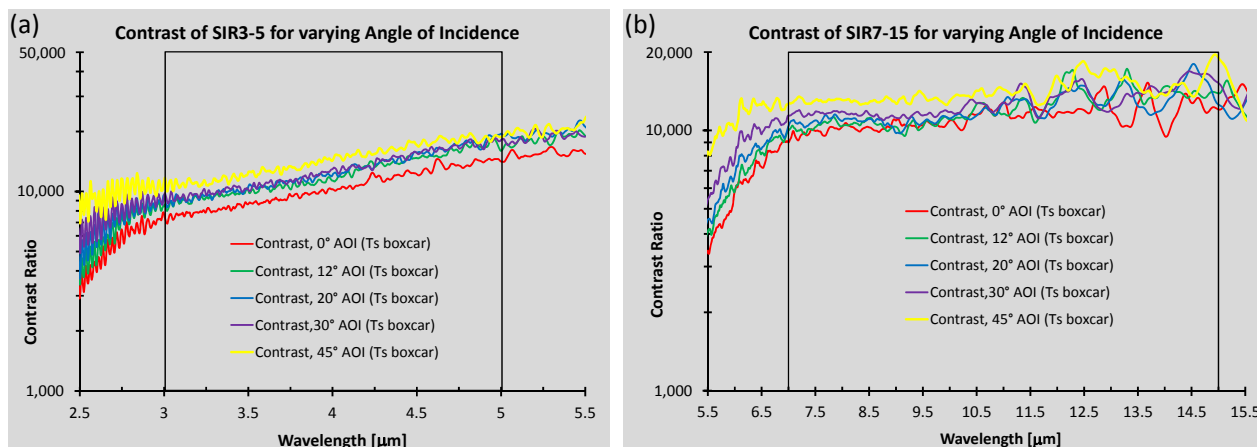 (a)
Contrast of SIR3-5 for varying Angle of Incidence
50,000
10,000
1,000
Contrast Ratio
Contrast, 0° AOI (Ts boxcar)
Contrast, 12° AOI (Ts boxcar)
Contrast, 20° AOI (Ts boxcar)
Contrast,30° AOI (Ts boxcar)
Contrast, 45° AOI (Ts boxcar)
2.5 3 3.5 4 4.5 5 5.5
Wavelength [μm]
(b)
Contrast of SIR7-15 for varying Angle of Incidence
20,000
10,000
1,000
Contrast Ratio
Contrast, 0° AOI (Ts boxcar)
Contrast, 12° AOI (Ts boxcar)
Contrast, 20° AOI (Ts boxcar)
Contrast,30° AOI (Ts boxcar)
Contrast, 45° AOI (Ts boxcar)
5.5 6.5 7.5 8.5 9.5 10.5 11.5 12.5 13.5 14.5 15.5
Wavelength [μm]